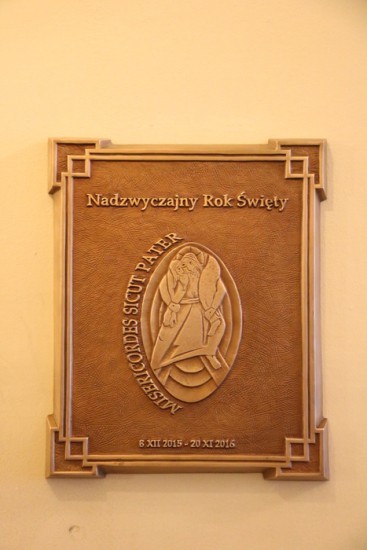 Nadzwyczajny Rok Święty
MISERICORDES SICUT PATER
8 XII 2015 - 20 XI 2016